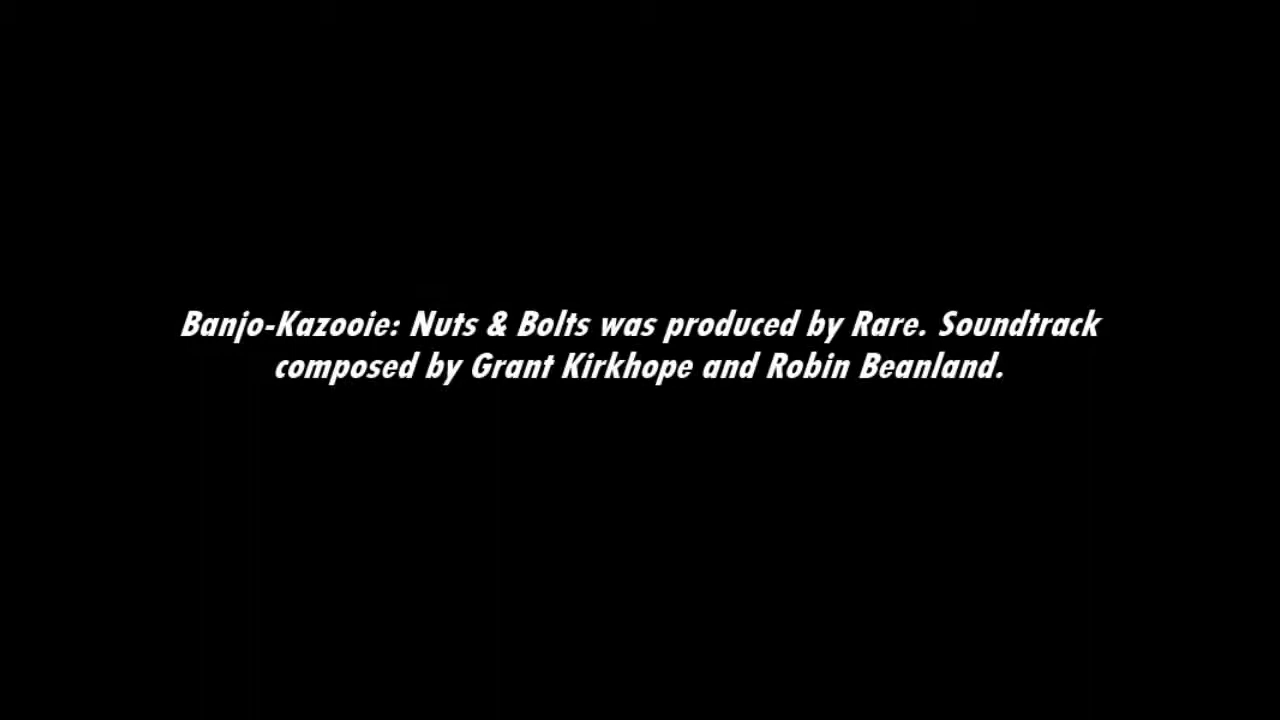 Banjo-Kazooie: Nuts & Bolts was produced by Rare. Soundtrack
composed by Grant Kirkhope and Robin Beanland.